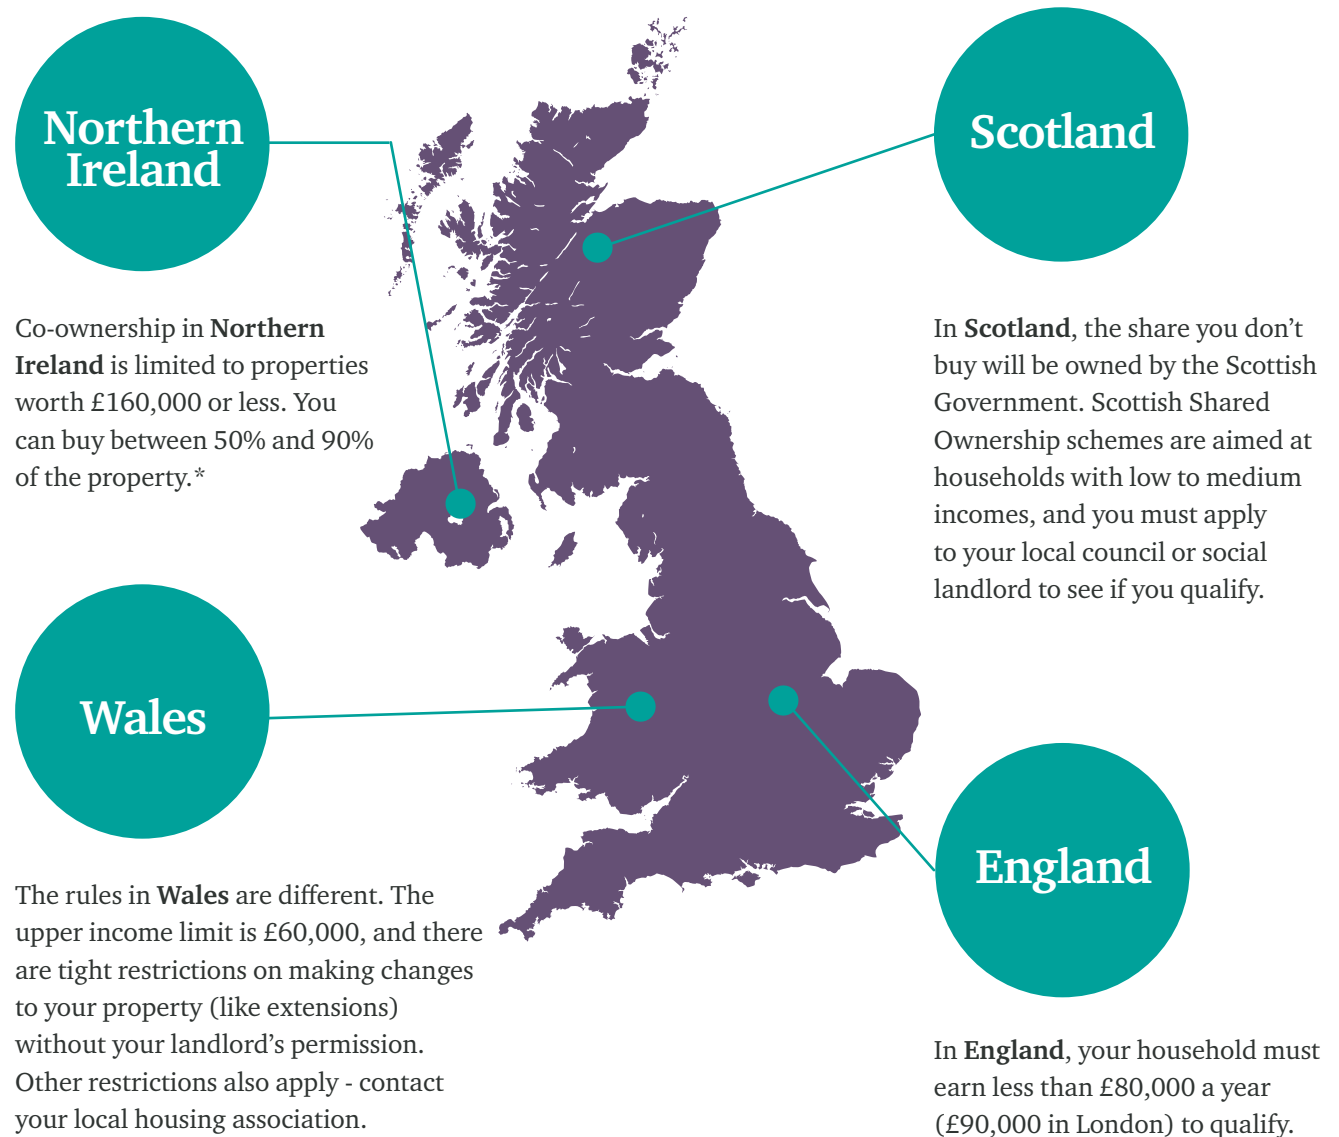 Northern
Ireland
Co-ownership in Northern
Ireland is limited to properties
worth £160,000 or less. You
can buy between 50% and 90%
of the property.*
Scotland
In Scotland, the share you don’t
buy will be owned by the Scottish
Government. Scottish Shared
Ownership schemes are aimed at
households with low to medium
incomes, and you must apply
to your local council or social
landlord to see if you qualify.
Wales
The rules in Wales are different. The
upper income limit is £60,000, and there
are tight restrictions on making changes
to your property (like extensions)
without your landlord’s permission.
Other restrictions also apply - contact
your local housing association.
England
In England, your household must
earn less than £80,000 a year
(£90,000 in London) to qualify.